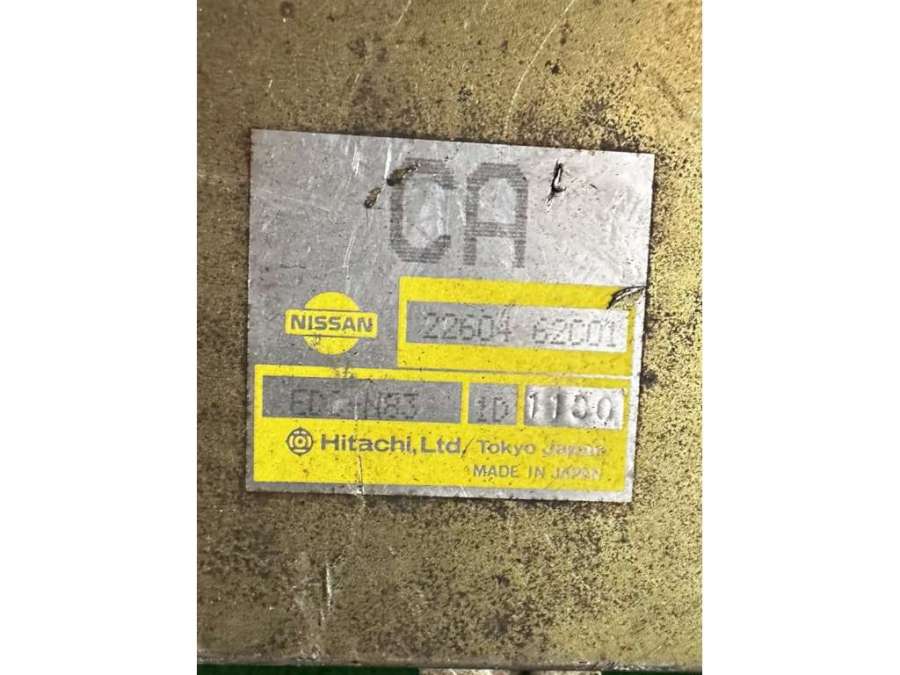 CA
NISSAN
22604 62C01
1D 1100
Hitachi, Ltd. Tokyo Japan
MADE IN JAPAN